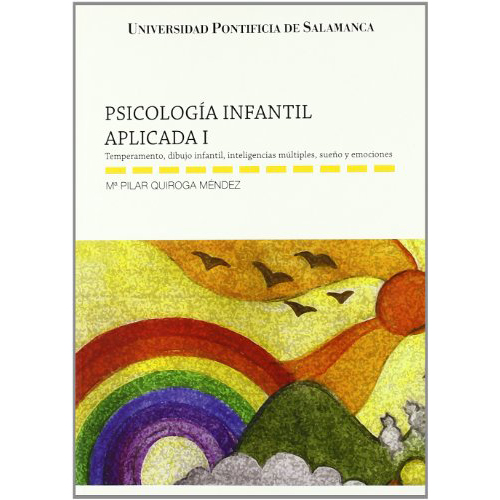 UNIVERSIDAD PONTIFICIA DE SALAMANCA
PSICOLOGÍA INFANTIL
APLICADA I
Temperamento, dibujo infantil, inteligencias múltiples, sueño y emociones
Mª PILAR QUIROGA MÉNDEZ